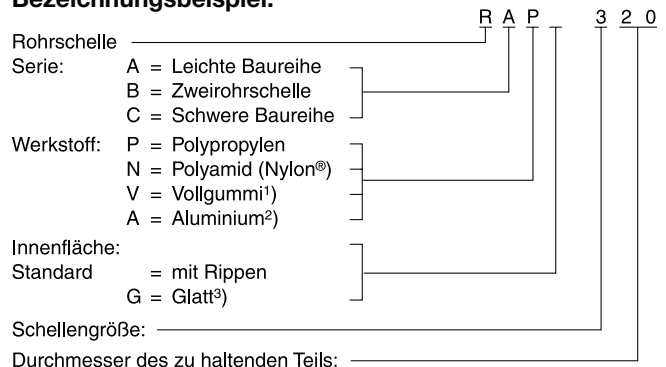 Bezeichnungsbeispiel:
R A P 3 2 0
Rohrschelle
Serie: A = Leichte Baureihe
B = Zweirohrschelle
C = Schwere Baureihe
Werkstoff: P = Polypropylen
N = Polyamid (Nylon®)
V = Vollgummi¹)
A = Aluminium²)
Innenfläche:
Standard = mit Rippen
G = Glatt³)
Schellengröße:
Durchmesser des zu haltenden Teils: